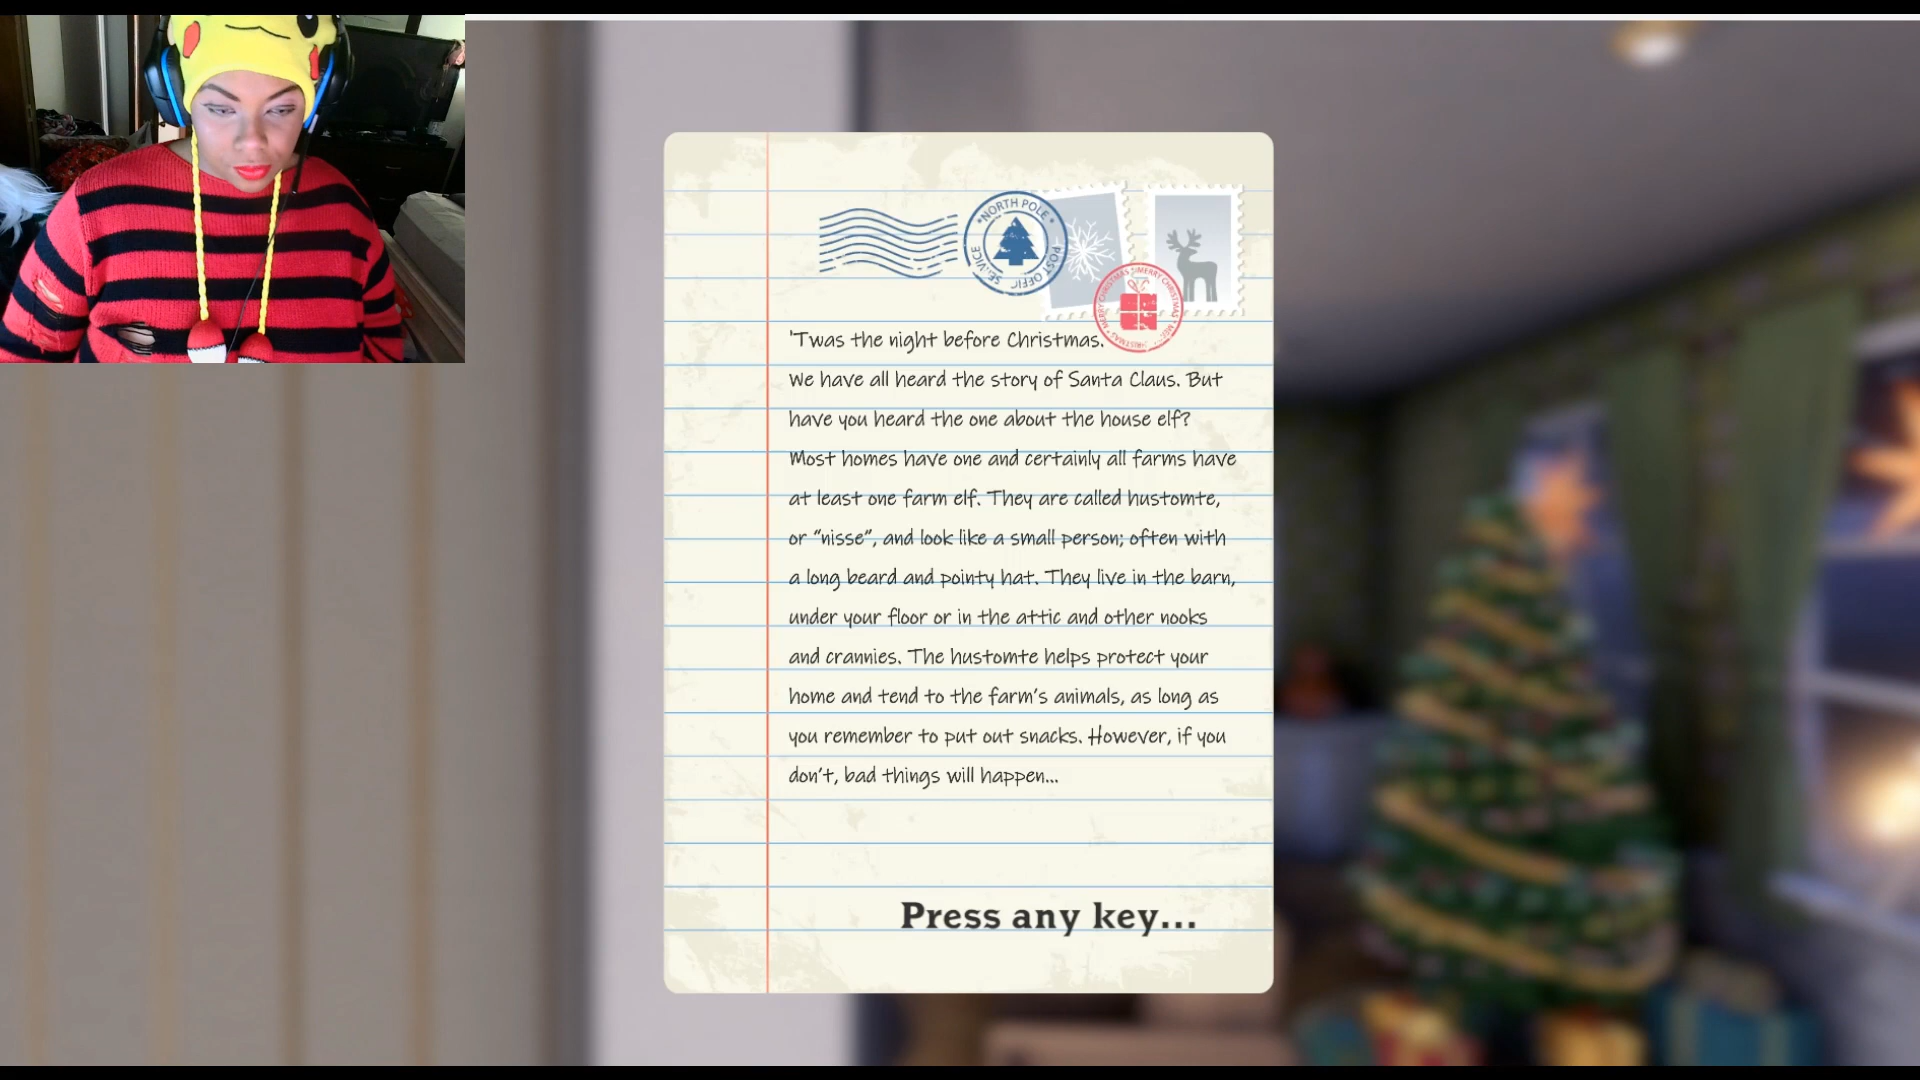 NORTH POLE
POST OFFICE SERVICE
MERRY CHRISTMAS
'Twas the night before Christmas.
We have all heard the story of Santa Claus. But
have you heard the one about the house elf?
Most homes have one and certainly all farms have
at least one farm elf. They are called hustomte,
or “nisse”, and look like a small person; often with
a long beard and pointy hat. They live in the barn,
under your floor or in the attic and other nooks
and crannies. The hustomte helps protect your
home and tend to the farm's animals, as long as
you remember to put out snacks. However, if you
don't, bad things will happen...
Press any key...